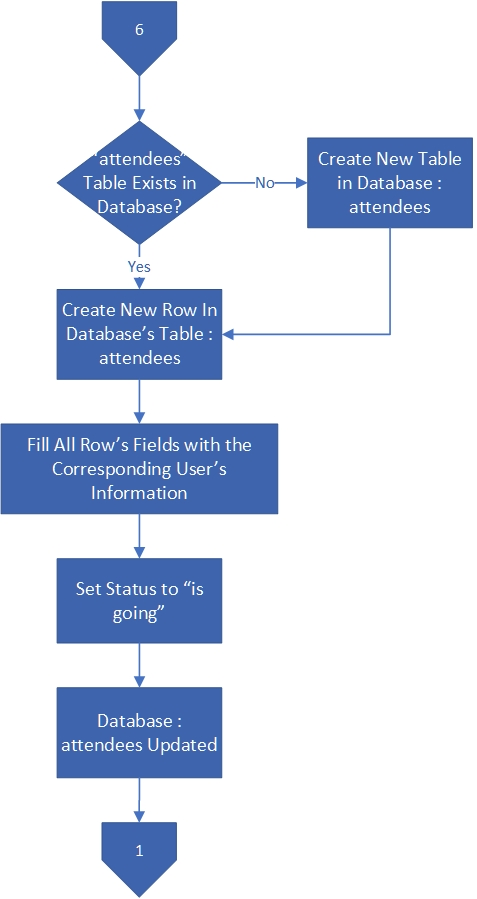 6
“attendees”
Table Exists in
Database?
No
Create New Table
in Database :
attendees
Yes
Create New Row In
Database’s Table :
attendees
Fill All Row’s Fields with the
Corresponding User’s
Information
Set Status to “is
going”
Database :
attendees Updated
1